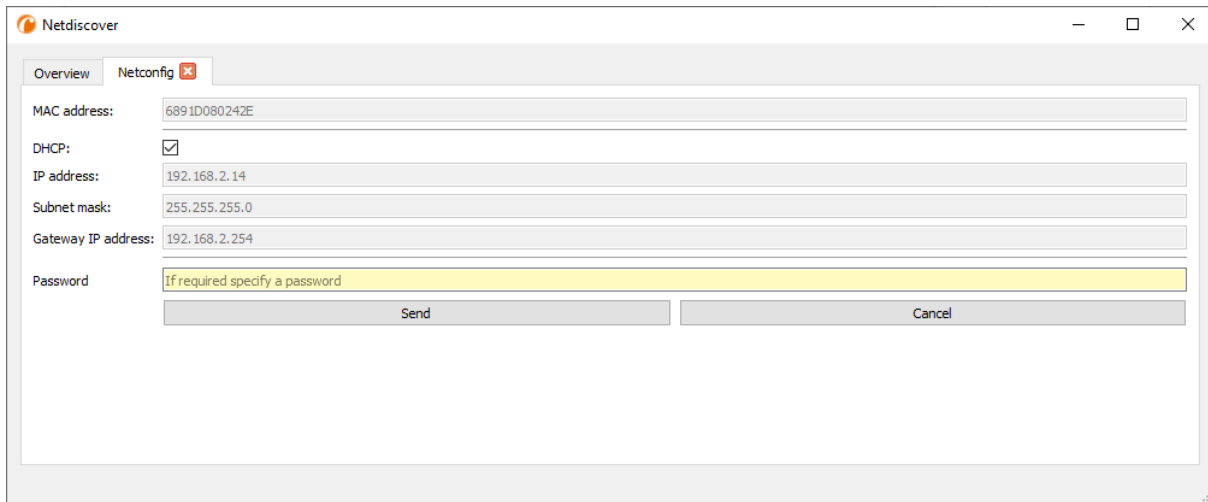 Netdiscover
Overview Netconfig
MAC address: 6891D080242E
DHCP:
IP address: 192.168.2.14
Subnet mask: 255.255.255.0
Gateway IP address: 192.168.2.254
Password If required specify a password
Send Cancel